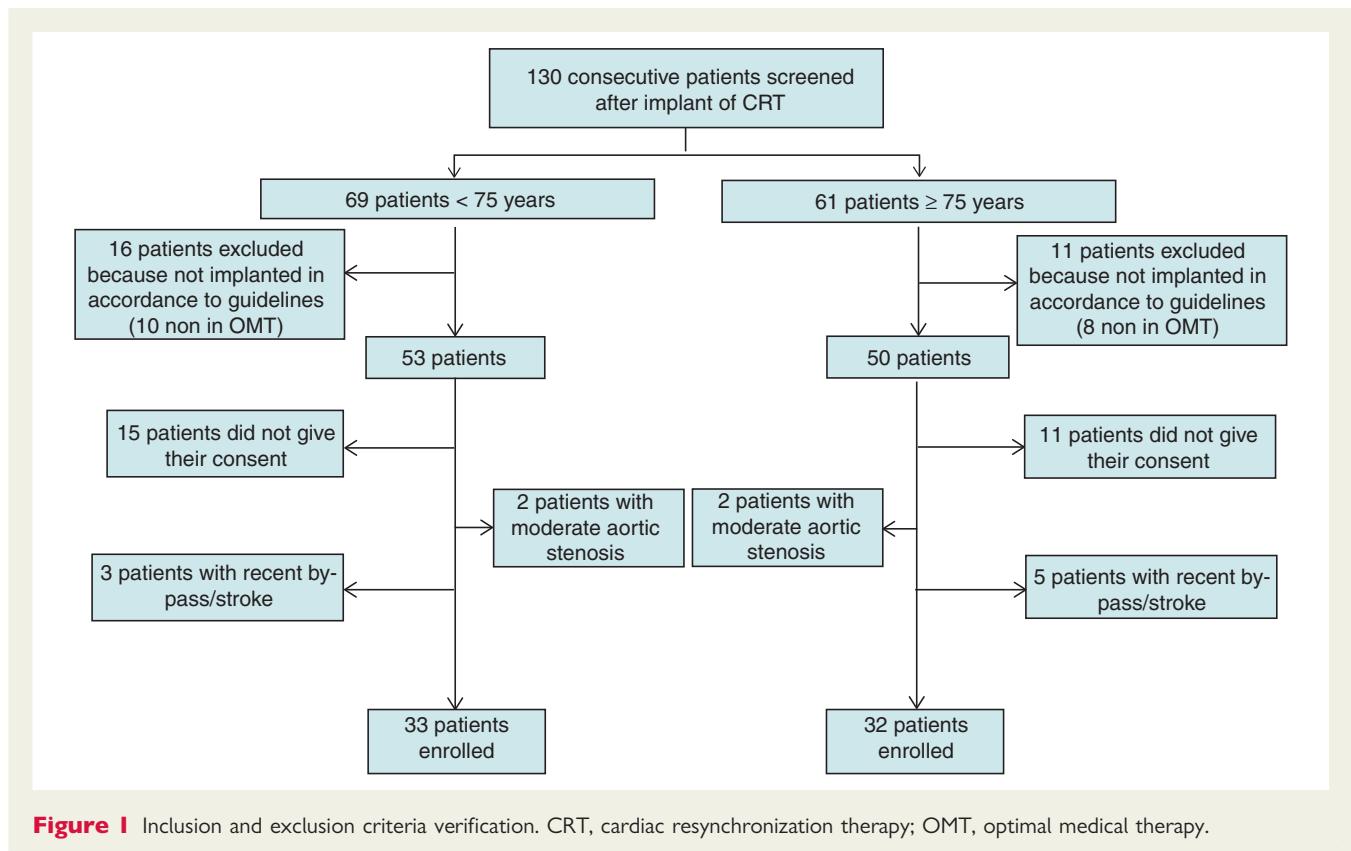 130 consecutive patients screened
after implant of CRT
69 patients < 75 years
61 patients ≥ 75 years
16 patients excluded
because not implanted in
accordance to guidelines
(10 non in OMT)
11 patients excluded
because not implanted in
accordance to guidelines
(8 non in OMT)
53 patients
50 patients
15 patients did not give
their consent
11 patients did not give
their consent
2 patients with
moderate aortic
stenosis
2 patients with
moderate aortic
stenosis
3 patients with recent by-
pass/stroke
5 patients with recent by-
pass/stroke
33 patients
enrolled
32 patients
enrolled
Figure 1 Inclusion and exclusion criteria verification. CRT, cardiac resynchronization therapy; OMT, optimal medical therapy.